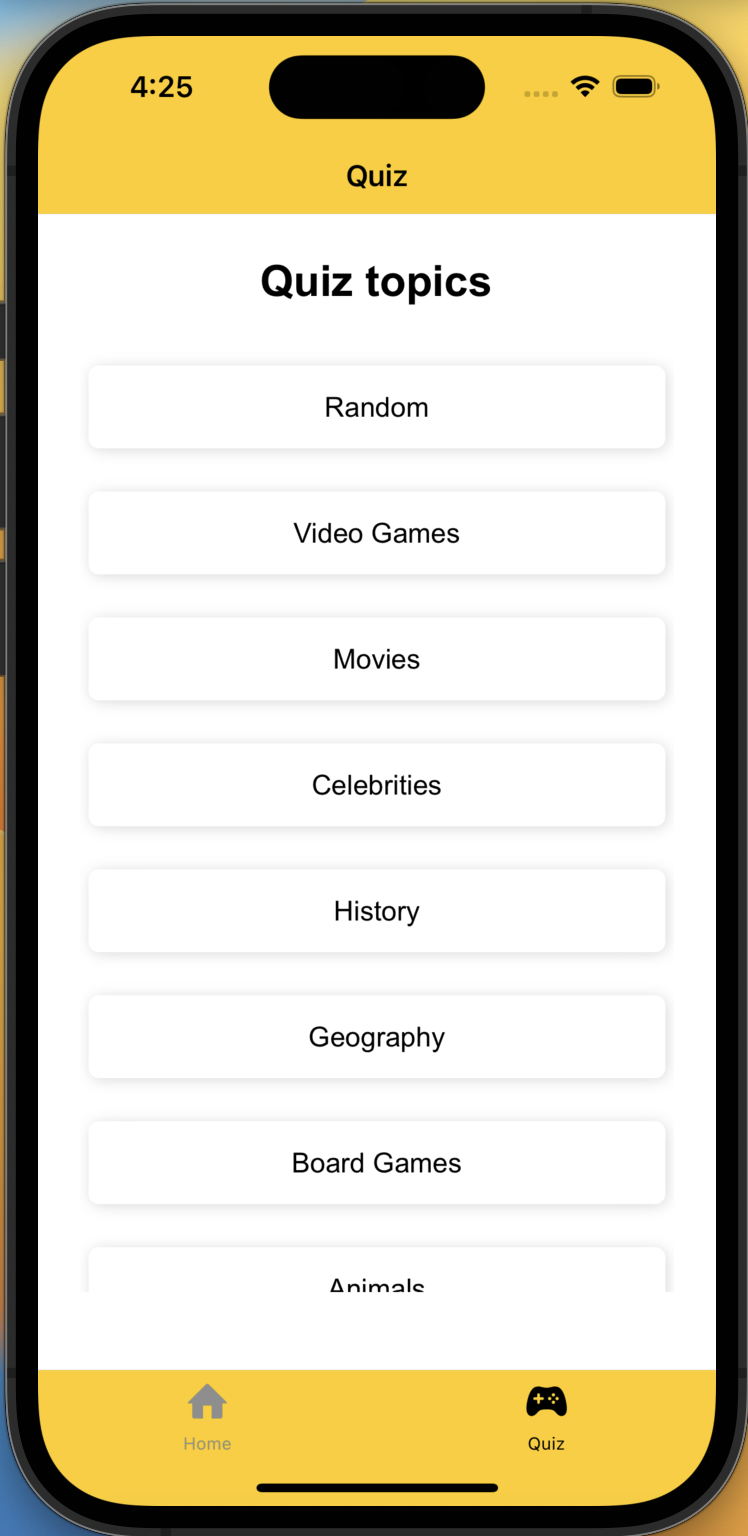 4:25
Quiz
Quiz topics
Random
Video Games
Movies
Celebrities
History
Geography
Board Games
Animals
Home
Quiz